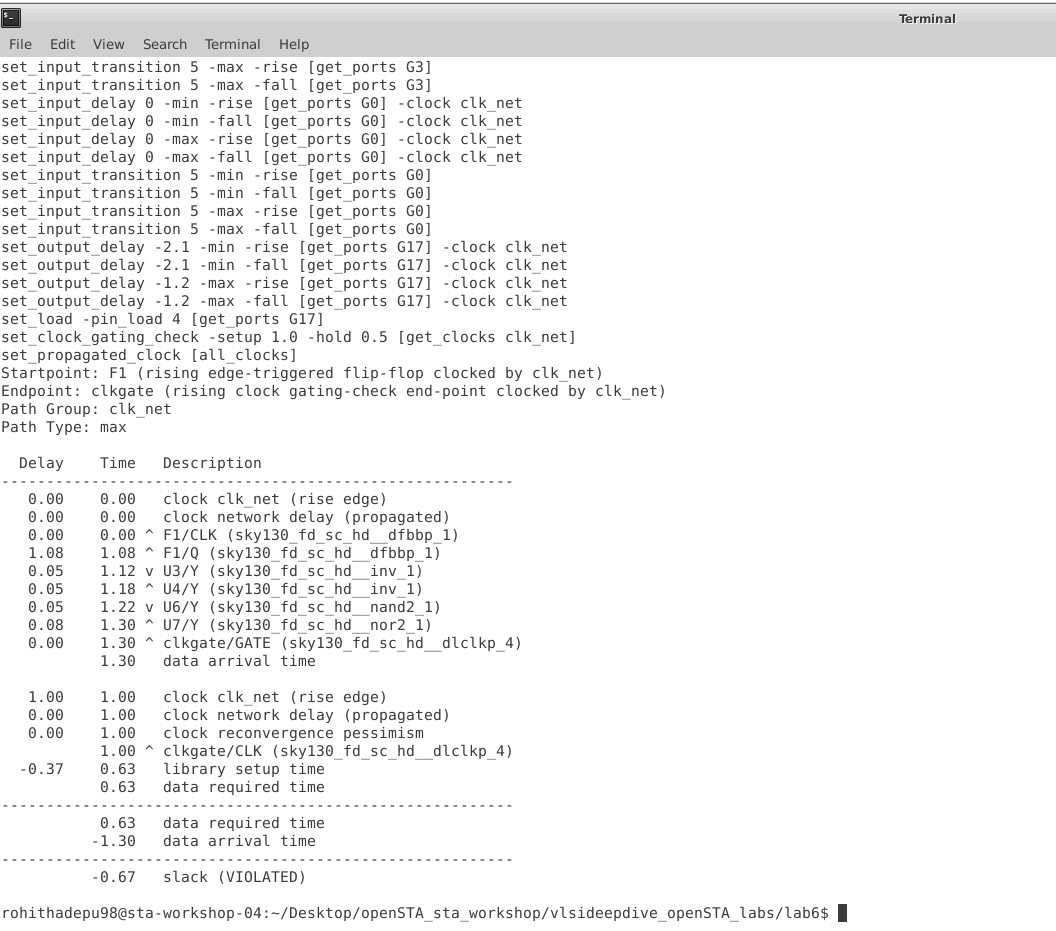 Terminal
File Edit View Search Terminal Help
set_input_transition 5 -max -rise [get_ports G3]
set_input_transition 5 -max -fall [get_ports G3]
set_input_delay 0 -min -rise [get_ports G0] -clock clk_net
set_input_delay 0 -min -fall [get_ports G0] -clock clk_net
set_input_delay 0 -max -rise [get_ports G0] -clock clk_net
set_input_delay 0 -max -fall [get_ports G0] -clock clk_net
set_input_transition 5 -min -rise [get_ports G0]
set_input_transition 5 -min -fall [get_ports G0]
set_input_transition 5 -max -rise [get_ports G0]
set_input_transition 5 -max -fall [get_ports G0]
set_output_delay -2.1 -min -rise [get_ports G17] -clock clk_net
set_output_delay -2.1 -min -fall [get_ports G17] -clock clk_net
set_output_delay -1.2 -max -rise [get_ports G17] -clock clk_net
set_output_delay -1.2 -max -fall [get_ports G17] -clock clk_net
set_load -pin_load 4 [get_ports G17]
set_clock_gating_check -setup 1.0 -hold 0.5 [get_clocks clk_net]
set_propagated_clock [all_clocks]
Startpoint: F1 (rising edge-triggered flip-flop clocked by clk_net)
Endpoint: clkgate (rising clock gating-check end-point clocked by clk_net)
Path Group: clk_net
Path Type: max
  Delay    Time   Description
---------------------------------------------------------
   0.00    0.00   clock clk_net (rise edge)
   0.00    0.00   clock network delay (propagated)
   0.00    0.00 ^ F1/CLK (sky130_fd_sc_hd__dfbbp_1)
   1.08    1.08 ^ F1/Q (sky130_fd_sc_hd__dfbbp_1)
   0.05    1.12 v U3/Y (sky130_fd_sc_hd__inv_1)
   0.05    1.18 ^ U4/Y (sky130_fd_sc_hd__inv_1)
   0.05    1.22 v U6/Y (sky130_fd_sc_hd__nand2_1)
   0.08    1.30 ^ U7/Y (sky130_fd_sc_hd__nor2_1)
   0.00    1.30 ^ clkgate/GATE (sky130_fd_sc_hd__dlclkp_4)
           1.30   data arrival time
   1.00    1.00   clock clk_net (rise edge)
   0.00    1.00   clock network delay (propagated)
   0.00    1.00   clock reconvergence pessimism
           1.00 ^ clkgate/CLK (sky130_fd_sc_hd__dlclkp_4)
  -0.37    0.63   library setup time
           0.63   data required time
---------------------------------------------------------
           0.63   data required time
          -1.30   data arrival time
---------------------------------------------------------
          -0.67   slack (VIOLATED)
rohithadepu98@sta-workshop-04:~/Desktop/openSTA_sta_workshop/vlsideepdive_openSTA_labs/lab6$